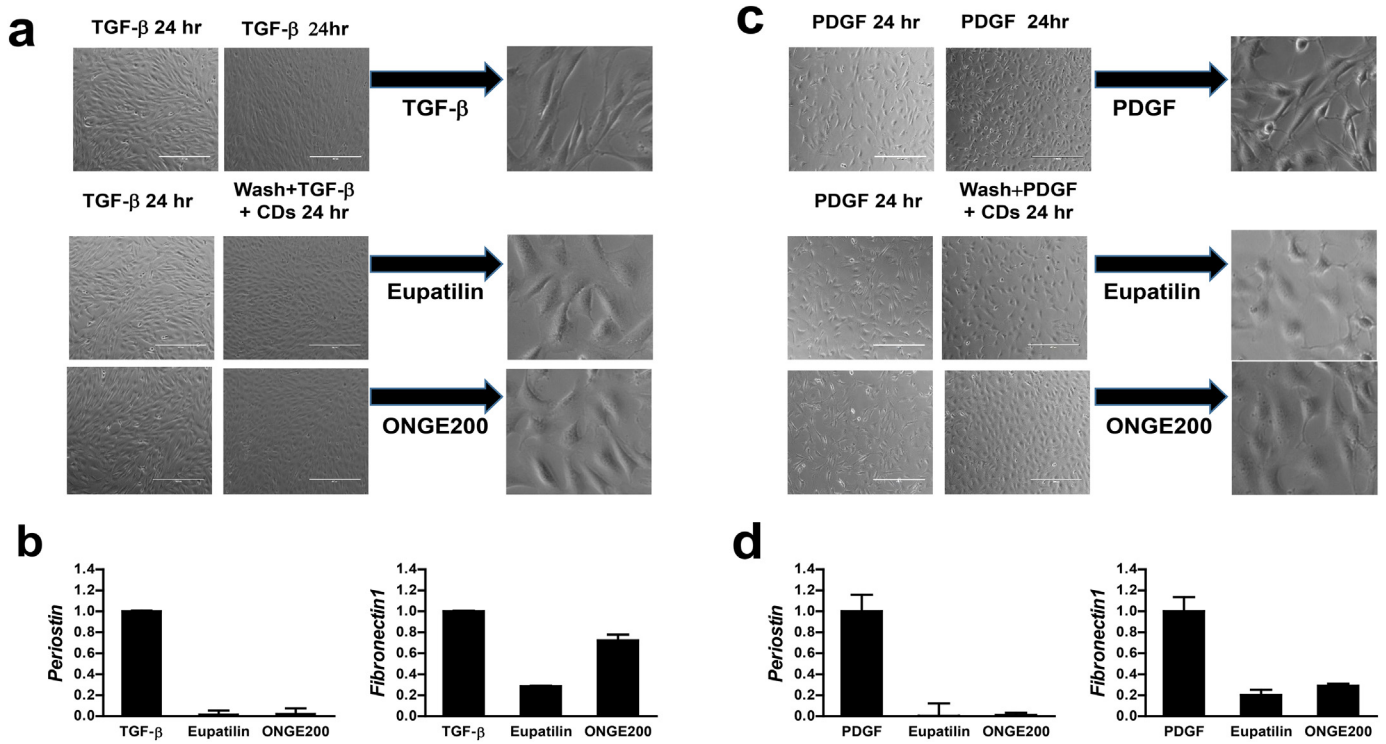 a
TGF-β 24 hr
TGF-β 24hr
TGF-β
TGF-β 24 hr
Wash+TGF-β
+ CDs 24 hr
Eupatilin
ONGE200
c
PDGF 24 hr
PDGF 24hr
PDGF
PDGF 24 hr
Wash+PDGF
+ CDs 24 hr
Eupatilin
ONGE200
b
Periostin
1.4
1.2
1.0
0.8
0.6
0.4
0.2
0.0
TGF-β Eupatilin ONGE200
Fibronectin1
1.4
1.2
1.0
0.8
0.6
0.4
0.2
0.0
TGF-β Eupatilin ONGE200
d
Periostin
1.4
1.2
1.0
0.8
0.6
0.4
0.2
0.0
PDGF Eupatilin ONGE200
Fibronectin1
1.4
1.2
1.0
0.8
0.6
0.4
0.2
0.0
PDGF Eupatilin ONGE200